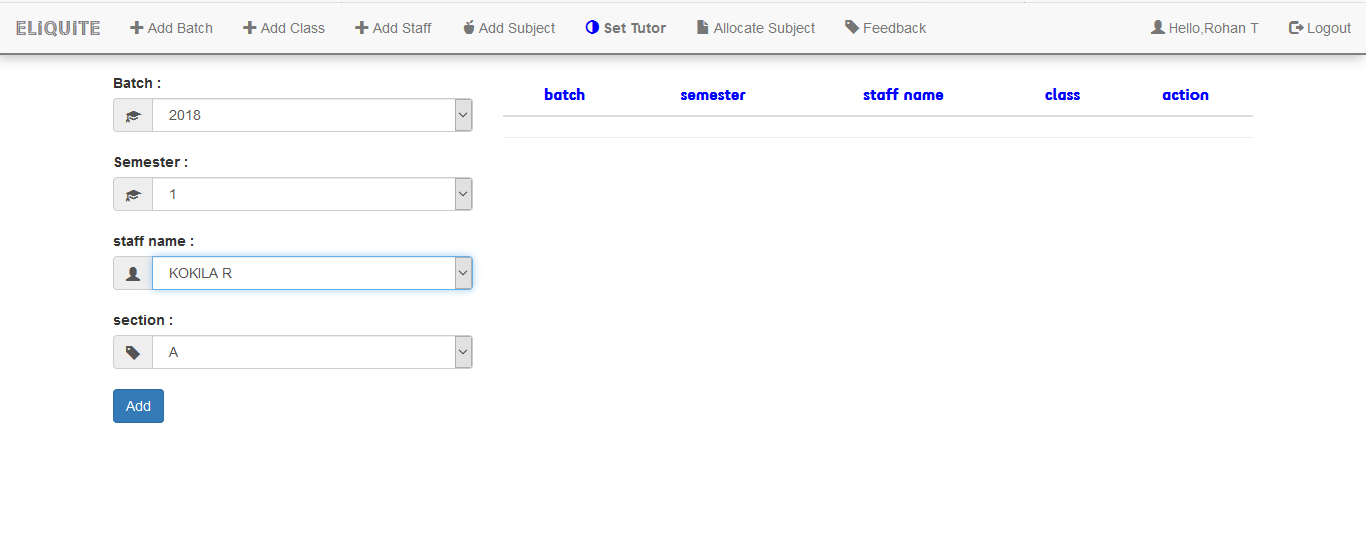 ELIQUITE Add Batch Add Class Add Staff Add Subject Set Tutor Allocate Subject Feedback Hello,Rohan T Logout
Batch :
2018
Semester :
1
staff name :
KOKILA R
section :
A
Add
batch semester staff name class action